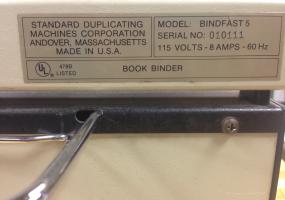 STANDARD DUPLICATING
MACHINES CORPORATION
ANDOVER, MASSACHUSETTS
MADE IN U.S.A.
MODEL: BINDFAST 5
SERIAL NO: 010111
115 VOLTS - 8 AMPS - 60 Hz
UL
LISTED
BOOK BINDER